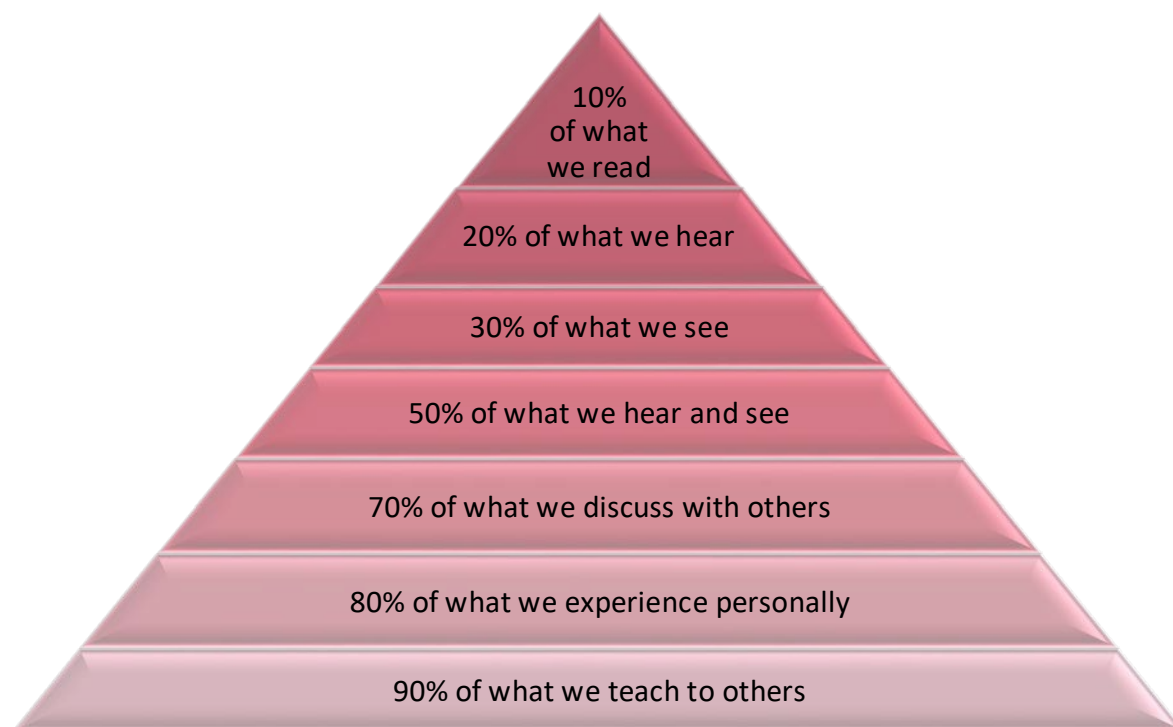 10%
of what
we read
20% of what we hear
30% of what we see
50% of what we hear and see
70% of what we discuss with others
80% of what we experience personally
90% of what we teach to others